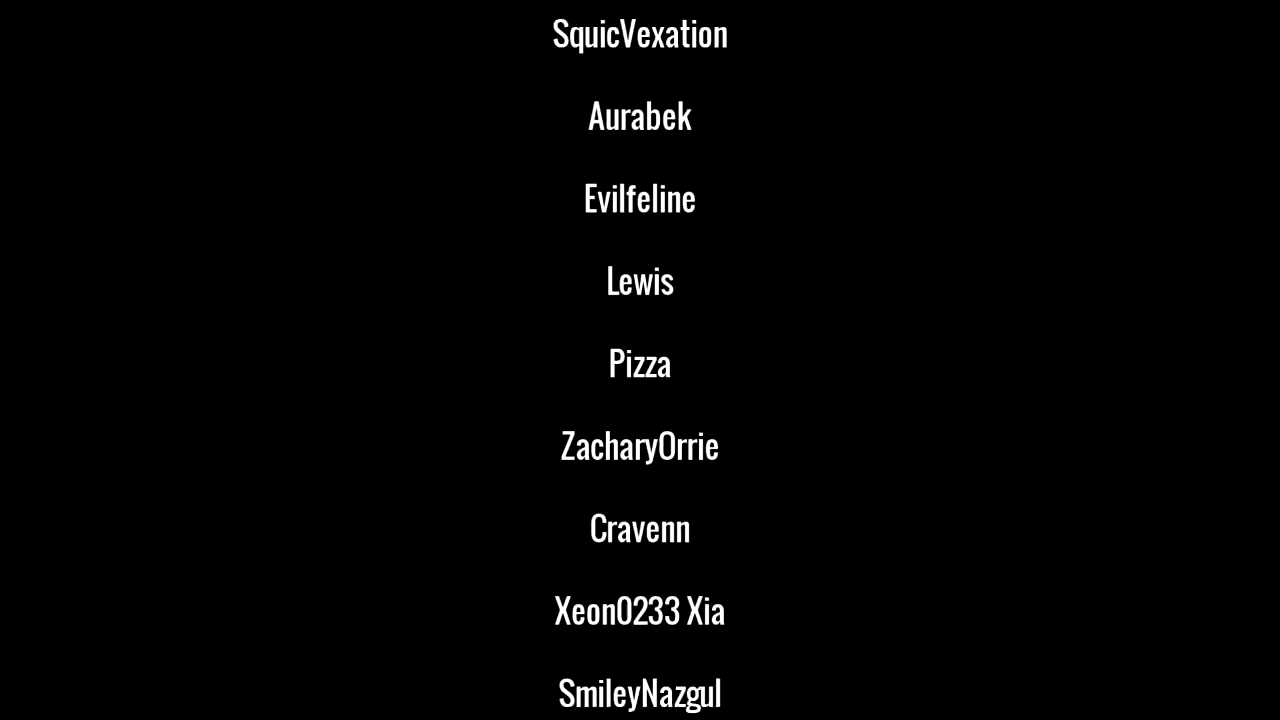 SquicVexation
Aurabek
Evilfeline
Lewis
Pizza
ZacharyOrrie
Cravenn
Xeon0233 Xia
SmileyNazgul